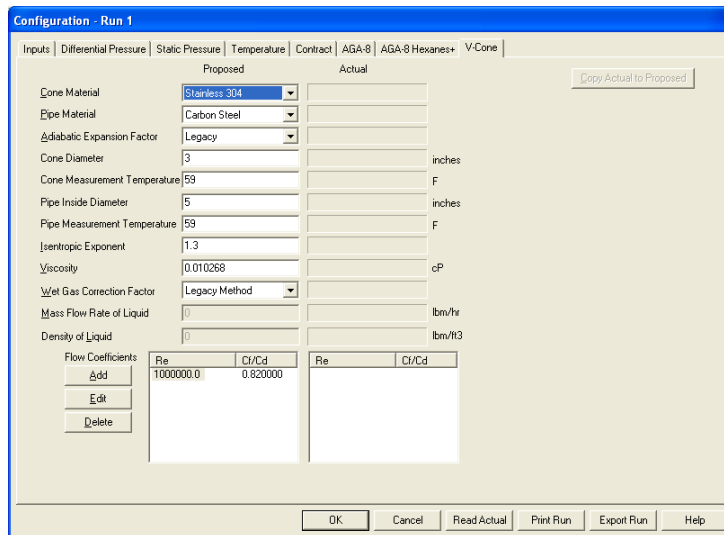 Configuration - Run 1
Inputs Differential Pressure Static Pressure Temperature Contract AGA-8 AGA-8 Hexanes+ V-Cone
Proposed Actual
Copy Actual to Proposed
Cone Material Stainless 304
Pipe Material Carbon Steel
Adiabatic Expansion Factor Legacy
Cone Diameter 3 inches
Cone Measurement Temperature 59 F
Pipe Inside Diameter 5 inches
Pipe Measurement Temperature 59 F
Isentropic Exponent 1.3
Viscosity 0.010268 cP
Wet Gas Correction Factor Legacy Method
Mass Flow Rate of Liquid 0 lbm/hr
Density of Liquid 0 lbm/ft3
Flow Coefficients Re Cf/Cd Re Cf/Cd
Add 1000000.0 0.820000
Edit
Delete
OK Cancel Read Actual Print Run Export Run Help